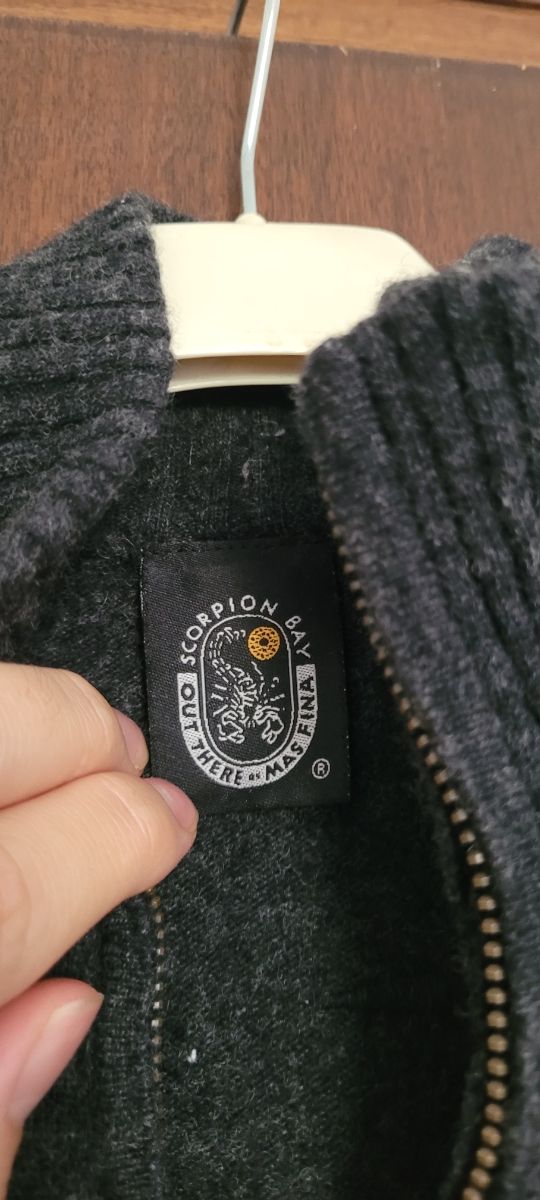 SCORPION BAY
OUT THERE MAS FINA
®